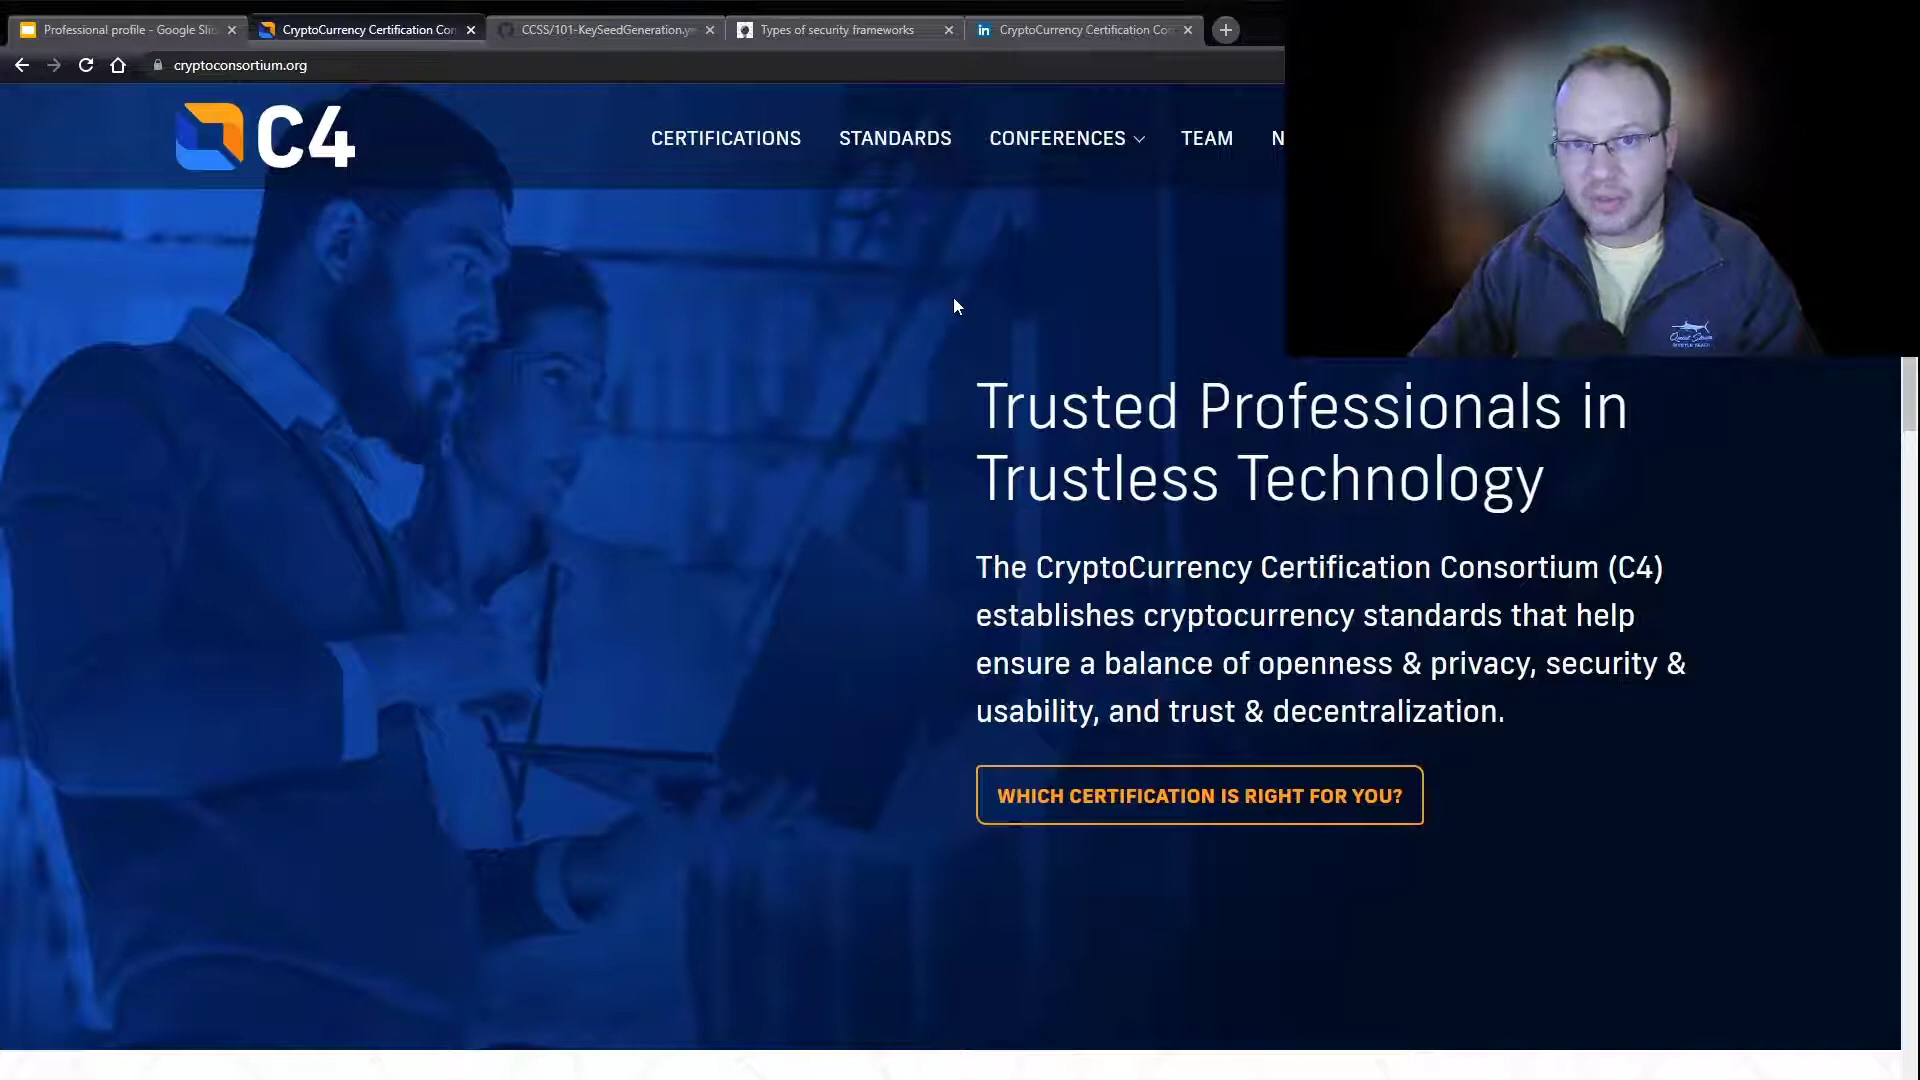 Professional profile - Google Sli
CryptoCurrency Certification Con
CCSS/101-KeySeedGeneration.y
Types of security frameworks
CryptoCurrency Certification Co
cryptoconsortium.org
C4
CERTIFICATIONS
STANDARDS
CONFERENCES
TEAM
N
Trusted Professionals in
Trustless Technology
The CryptoCurrency Certification Consortium (C4)
establishes cryptocurrency standards that help
ensure a balance of openness & privacy, security &
usability, and trust & decentralization.
WHICH CERTIFICATION IS RIGHT FOR YOU?